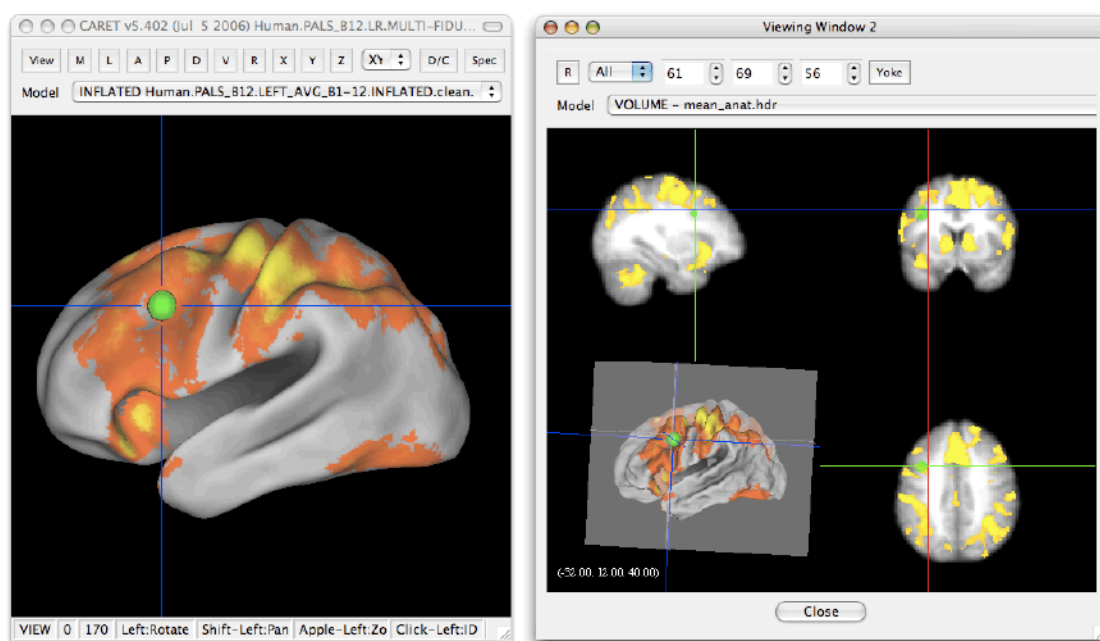 CARET v5.402 (Jul 5 2006) Human.PALS_B12.LR.MULTI-FIDU...
View M L A P D V R X Y Z XY D/C Spec
Model INFLATED Human.PALS_B12.LEFT_AVG_B1-12.INFLATED.clean.
VIEW 0 170 Left:Rotate Shift-Left:Pan Apple-Left:Zo Click-Left:ID
Viewing Window 2
R All 61 69 56 Yoke
Model VOLUME - mean_anat.hdr
(-32.00, 12.00, 40.00)
Close